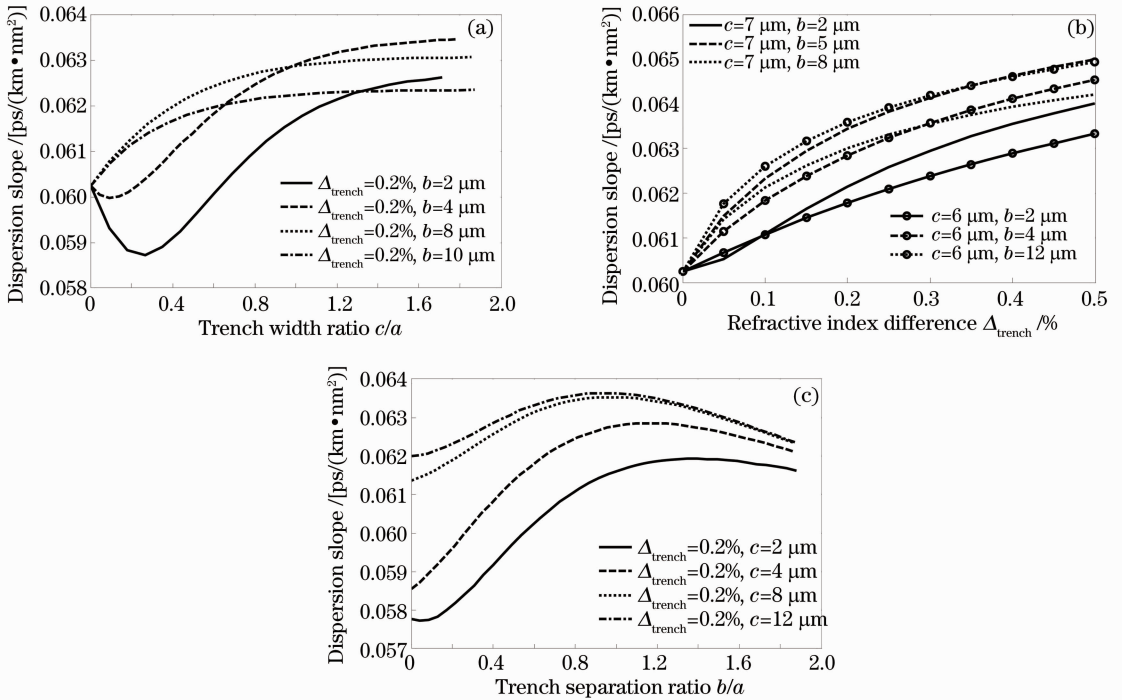 (a)
Dispersion slope /[ps/(km•nm²)]
0.064
0.063
0.062
0.061
0.060
0.059
0.058
0
0.4
0.8
1.2
1.6
2.0
Trench width ratio c/a
Δtrench=0.2%, b=2 μm
Δtrench=0.2%, b=4 μm
Δtrench=0.2%, b=8 μm
Δtrench=0.2%, b=10 μm
(b)
Dispersion slope /[ps/(km•nm²)]
0.066
0.065
0.064
0.063
0.062
0.061
0.060
0
0.1
0.2
0.3
0.4
0.5
Refractive index difference Δtrench /%
c=7 μm, b=2 μm
c=7 μm, b=5 μm
c=7 μm, b=8 μm
c=6 μm, b=2 μm
c=6 μm, b=4 μm
c=6 μm, b=12 μm
(c)
Dispersion slope /[ps/(km•nm²)]
0.064
0.063
0.062
0.061
0.060
0.059
0.058
0.057
0
0.4
0.8
1.2
1.6
2.0
Trench separation ratio b/a
Δtrench=0.2%, c=2 μm
Δtrench=0.2%, c=4 μm
Δtrench=0.2%, c=8 μm
Δtrench=0.2%, c=12 μm